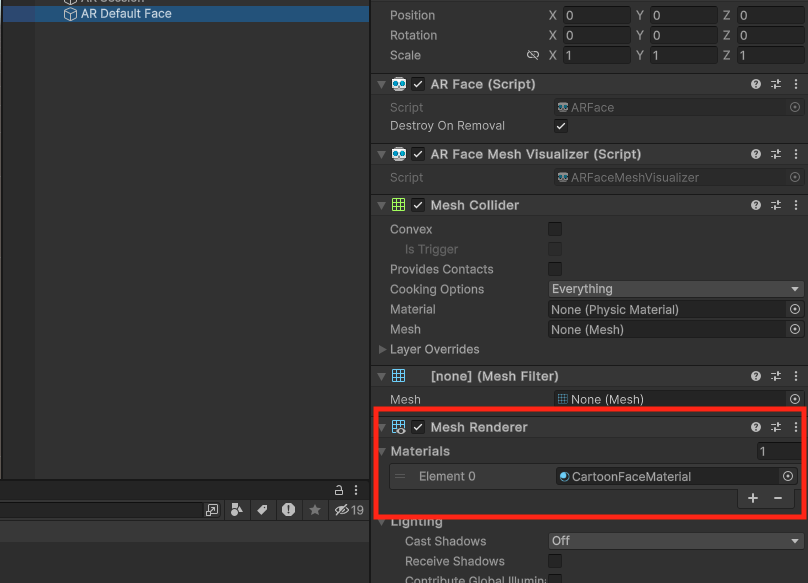 AR Session
AR Default Face
Position X 0 Y 0 Z 0
Rotation X 0 Y 0 Z 0
Scale X 1 Y 1 Z 1
AR Face (Script)
Script ARFace
Destroy On Removal
AR Face Mesh Visualizer (Script)
Script ARFaceMeshVisualizer
Mesh Collider
Convex
Is Trigger
Provides Contacts
Cooking Options Everything
Material None (Physic Material)
Mesh None (Mesh)
Layer Overrides
[none] (Mesh Filter)
Mesh None (Mesh)
Mesh Renderer
Materials 1
Element 0 CartoonFaceMaterial
19
Lighting
Cast Shadows Off
Receive Shadows
Contribute Global Illumin